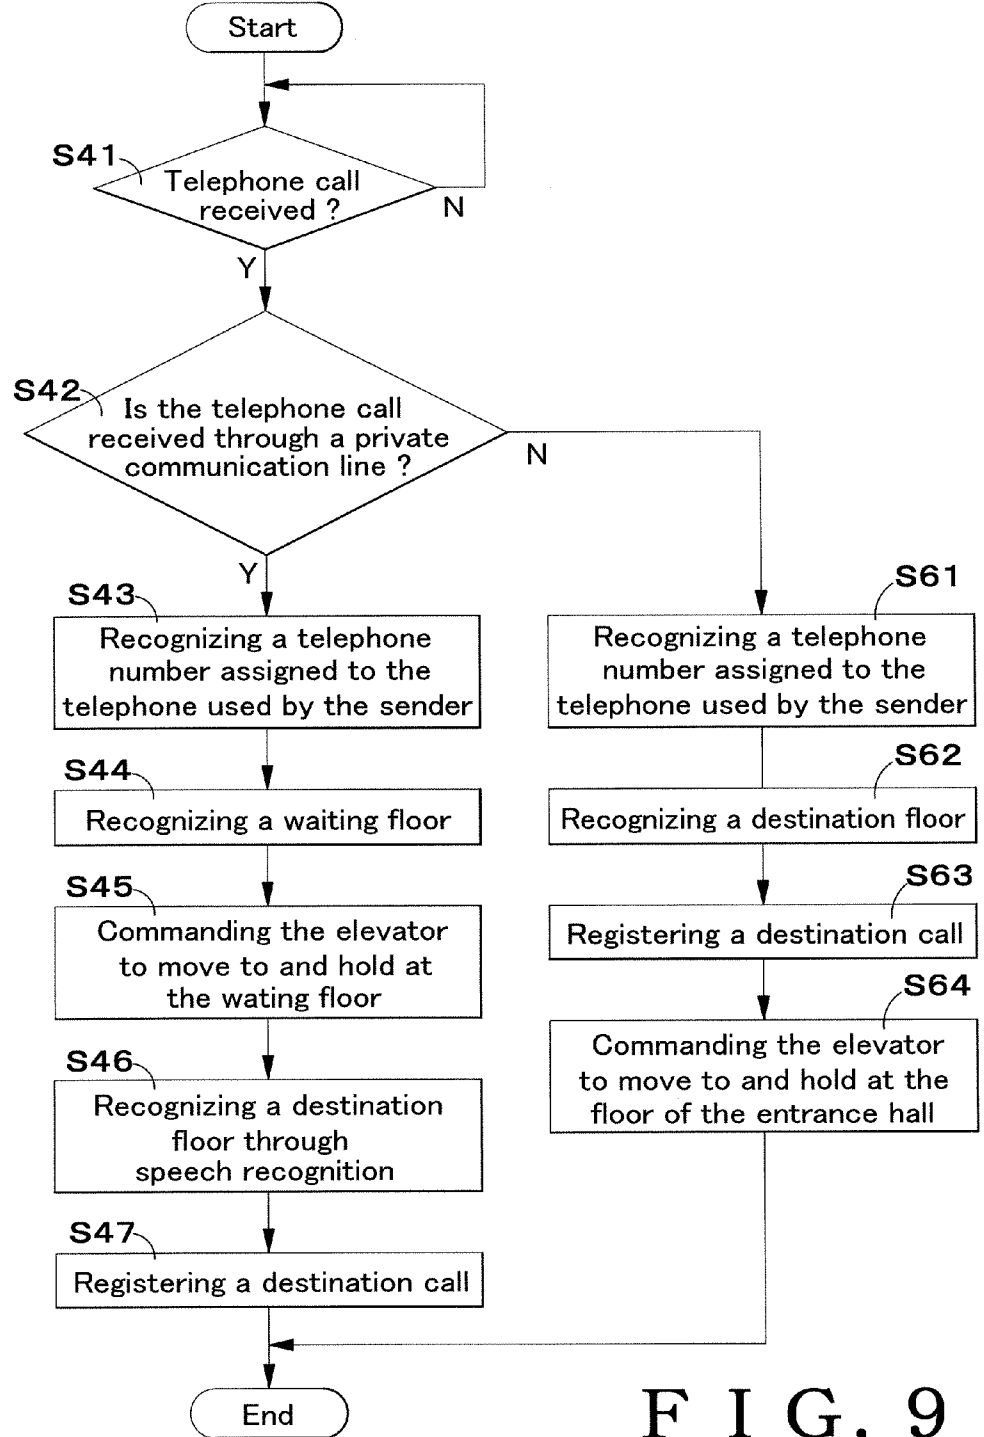 Start
S41
Telephone call
received ?
N
Y
S42
Is the telephone call
received through a private
communication line ?
N
Y
S43
Recognizing a telephone
number assigned to the
telephone used by the sender
S44
Recognizing a waiting floor
S45
Commanding the elevator
to move to and hold at
the wating floor
S46
Recognizing a destination
floor through
speech recognition
S47
Registering a destination call
S61
Recognizing a telephone
number assigned to the
telephone used by the sender
S62
Recognizing a destination floor
S63
Registering a destination call
S64
Commanding the elevator
to move to and hold at the
floor of the entrance hall
End
FIG. 9